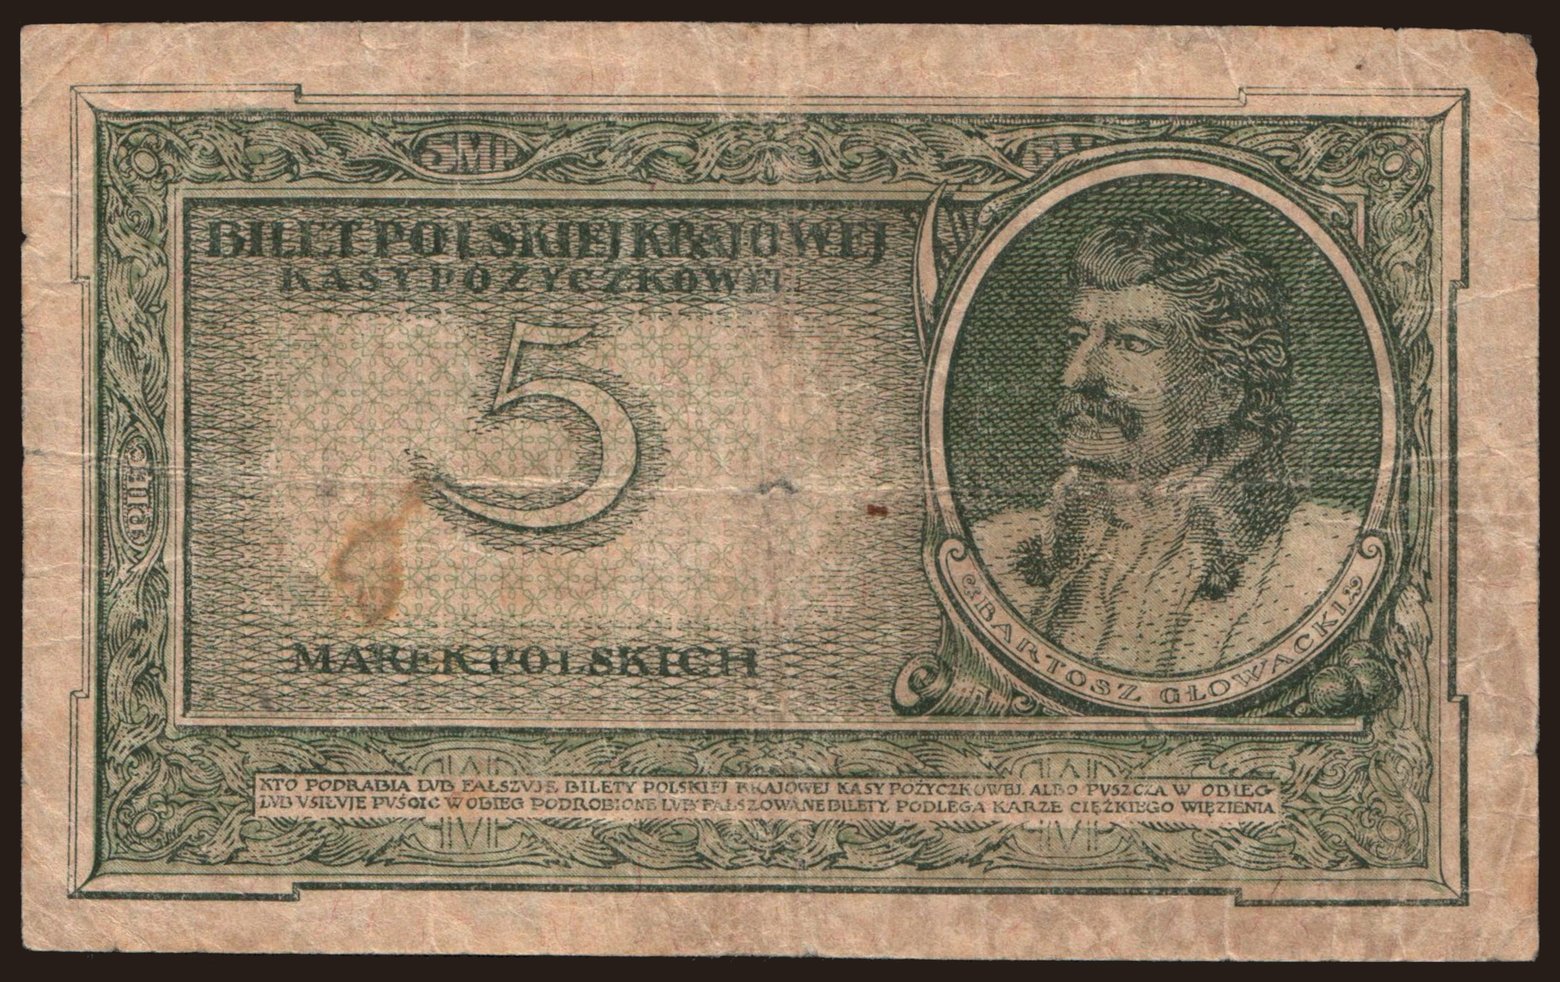 5MP.
BILET POLSKIEJ KRAJOWEJ
KASY POŻYCZKOWEJ
5
MAREK POLSKICH
BARTOSZ GŁOWACKI
KTO PODRABIA LUB FAŁSZUJE BILETY POLSKIEJ KRAJOWEJ KASY POŻYCZKOWEJ, ALBO PUSZCZA W OBIEG
LUB USIŁUJE PUŚCIĆ W OBIEG PODROBIONE LUB FAŁSZOWANE BILETY, PODLEGA KARZE CIĘŻKIEGO WIĘZIENIA